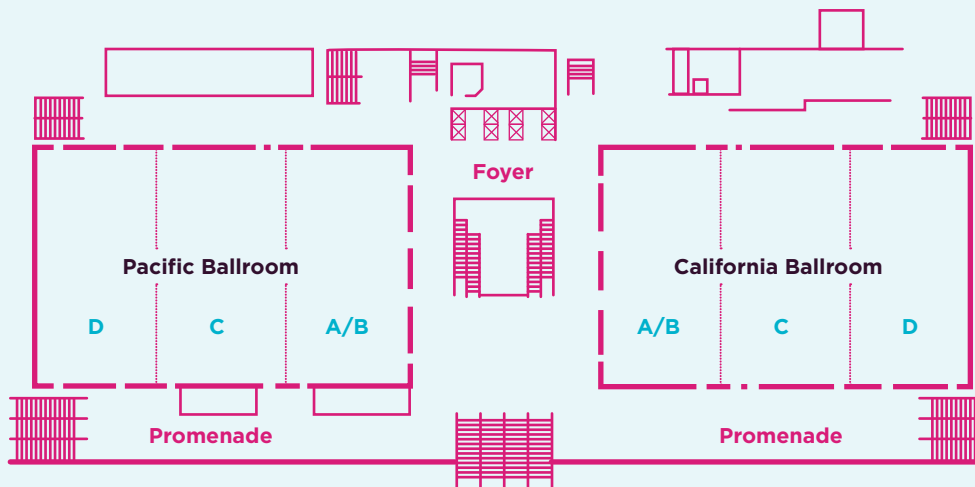 Foyer
Pacific Ballroom
California Ballroom
D
C
A/B
A/B
C
D
Promenade
Promenade